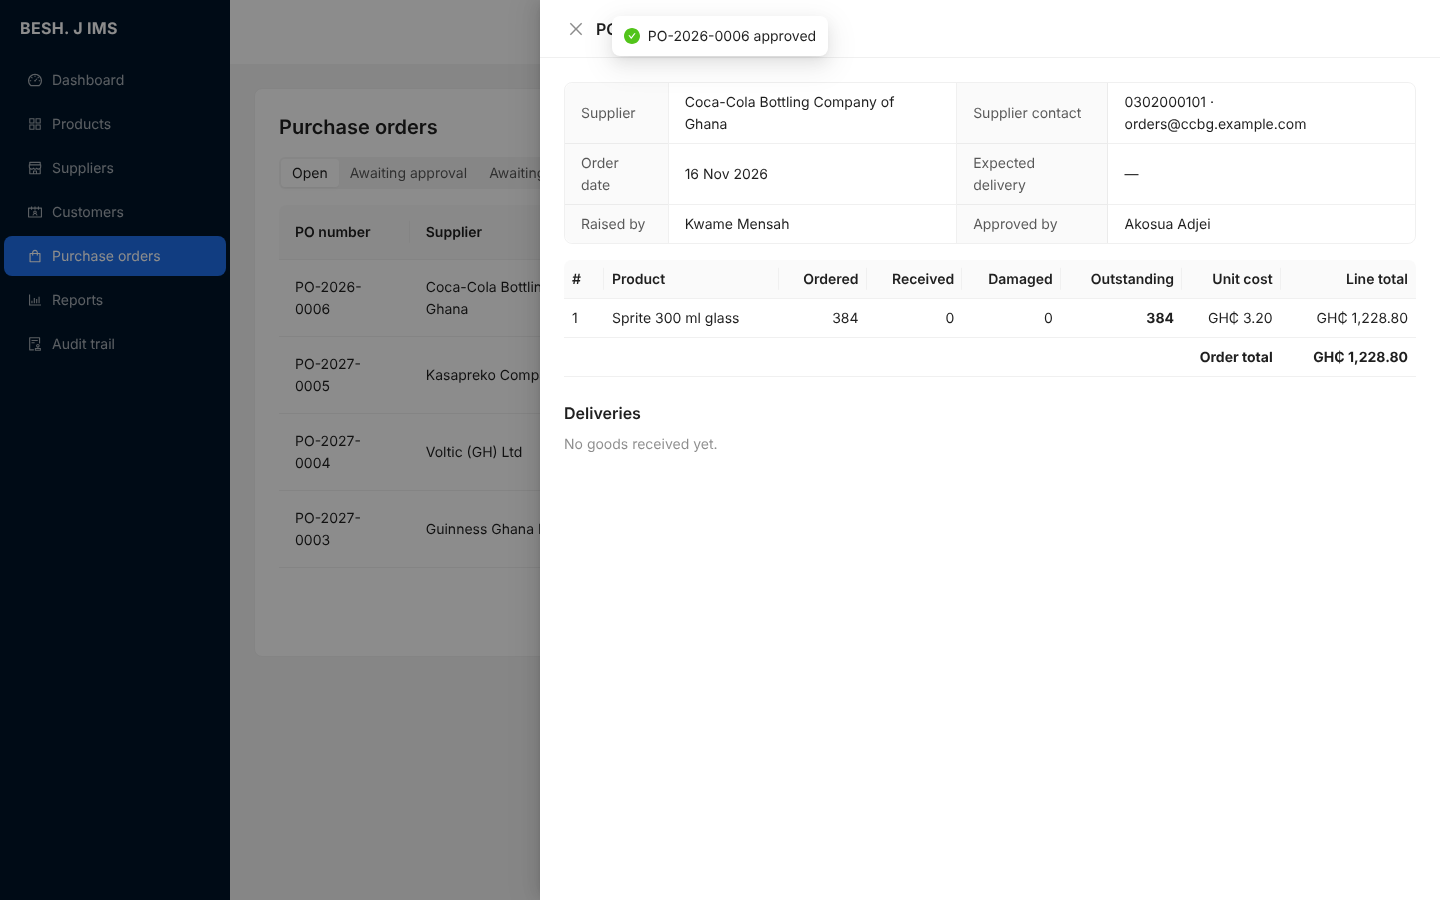 BESH. J IMS
Dashboard
Products
Suppliers
Customers
Purchase orders
Reports
Audit trail
Purchase orders
Open
Awaiting approval
Awaiting
PO number
Supplier
PO-2026-
0006
Coca-Cola Bottlin
Ghana
PO-2027-
0005
Kasapreko Comp
PO-2027-
0004
Voltic (GH) Ltd
PO-2027-
0003
Guinness Ghana
PO-2026-0006 approved
Supplier
Coca-Cola Bottling Company of
Ghana
Supplier contact
0302000101 ·
orders@ccbg.example.com
Order
date
16 Nov 2026
Expected
delivery
—
Raised by
Kwame Mensah
Approved by
Akosua Adjei
# Product Ordered Received Damaged Outstanding Unit cost Line total
1 Sprite 300 ml glass 384 0 0 384 GH₵ 3.20 GH₵ 1,228.80
Order total GH₵ 1,228.80
Deliveries
No goods received yet.